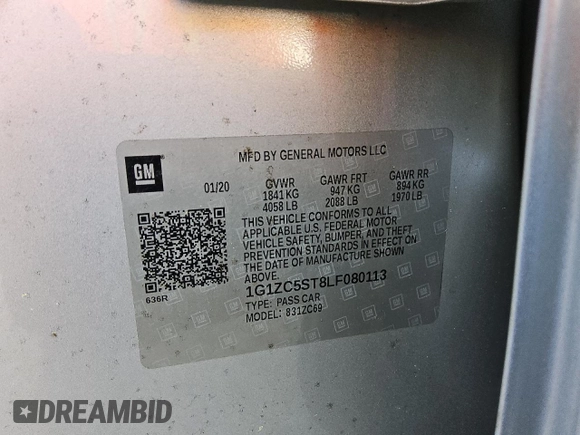 MFD BY GENERAL MOTORS LLC
GM
01/20 GVWR GAWR FRT GAWR RR
1841 KG 947 KG 894 KG
4058 LB 2088 LB 1970 LB
THIS VEHICLE CONFORMS TO ALL
APPLICABLE U.S. FEDERAL MOTOR
VEHICLE SAFETY, BUMPER, AND THEFT
PREVENTION STANDARDS IN EFFECT ON
THE DATE OF MANUFACTURE SHOWN
ABOVE.
1G1ZC5ST8LF080113
TYPE: PASS CAR
MODEL: 831ZC69
636R
DREAMBID